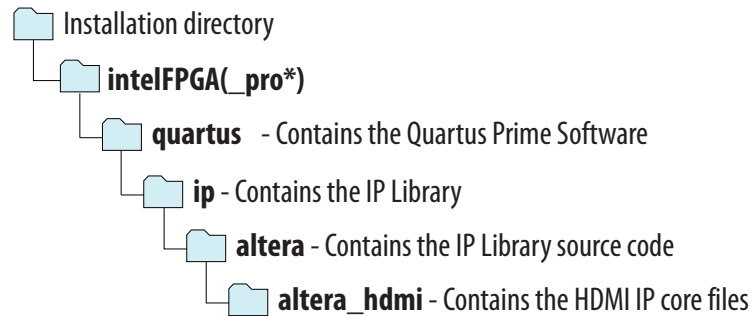 Installation directory
intelFPGA(_pro*)
quartus - Contains the Quartus Prime Software
ip - Contains the IP Library
altera - Contains the IP Library source code
altera_hdmi - Contains the HDMI IP core files